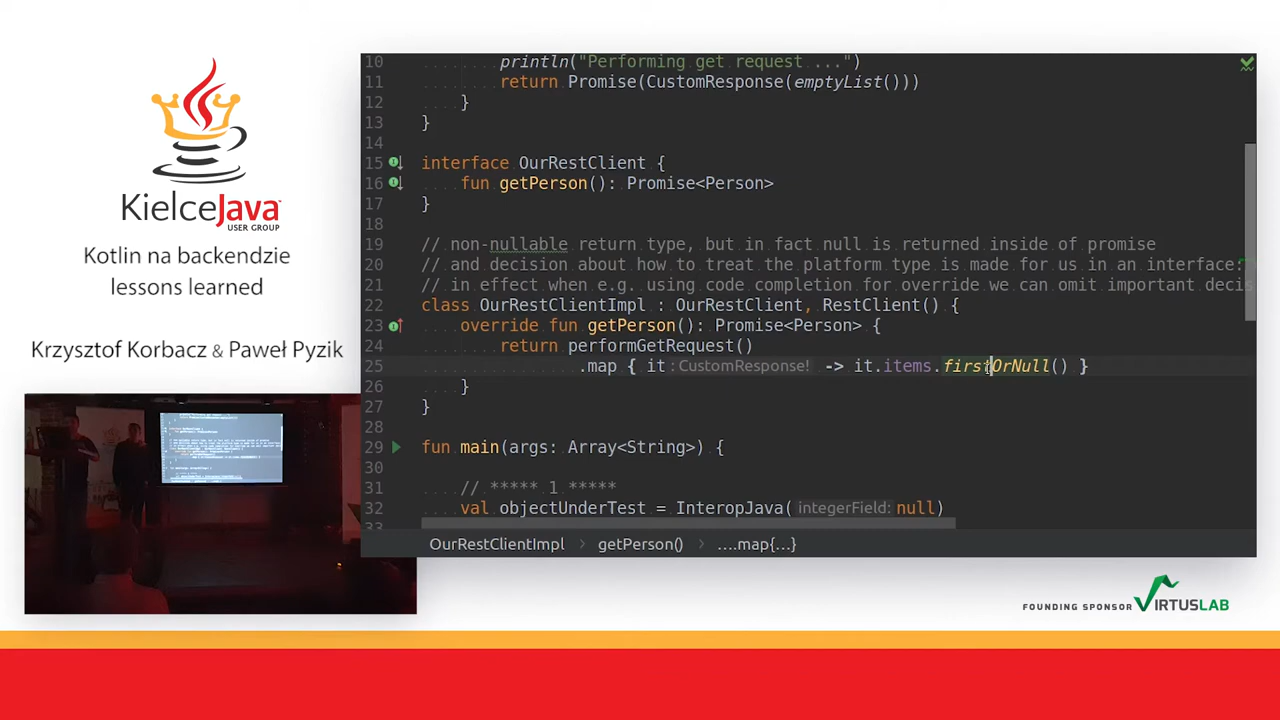 KielceJava
USER GROUP
Kotlin na backendzie
lessons learned
Krzysztof Korbacz & Paweł Pyzik
10 println("Performing get request ...")
11 return Promise(CustomResponse(emptyList()))
12 }
13 }
14
15 interface OurRestClient {
16 fun getPerson(): Promise<Person>
17 }
18
19 // non-nullable return type, but in fact null is returned inside of promise
20 // and decision about how to treat the platform type is made for us in an interface:
21 // in effect when e.g. using code completion for override we can omit important decis
22 class OurRestClientImpl : OurRestClient, RestClient() {
23 override fun getPerson(): Promise<Person> {
24 return performGetRequest()
25 .map { it : CustomResponse! -> it.items.firstOrNull() }
26 }
27 }
28
29 fun main(args: Array<String>) {
30
31 // ***** 1 *****
32 val objectUnderTest = InteropJava( integerField: null)
33
OurRestClientImpl > getPerson() > ....map{...}
FOUNDING SPONSOR VIRTUSLAB